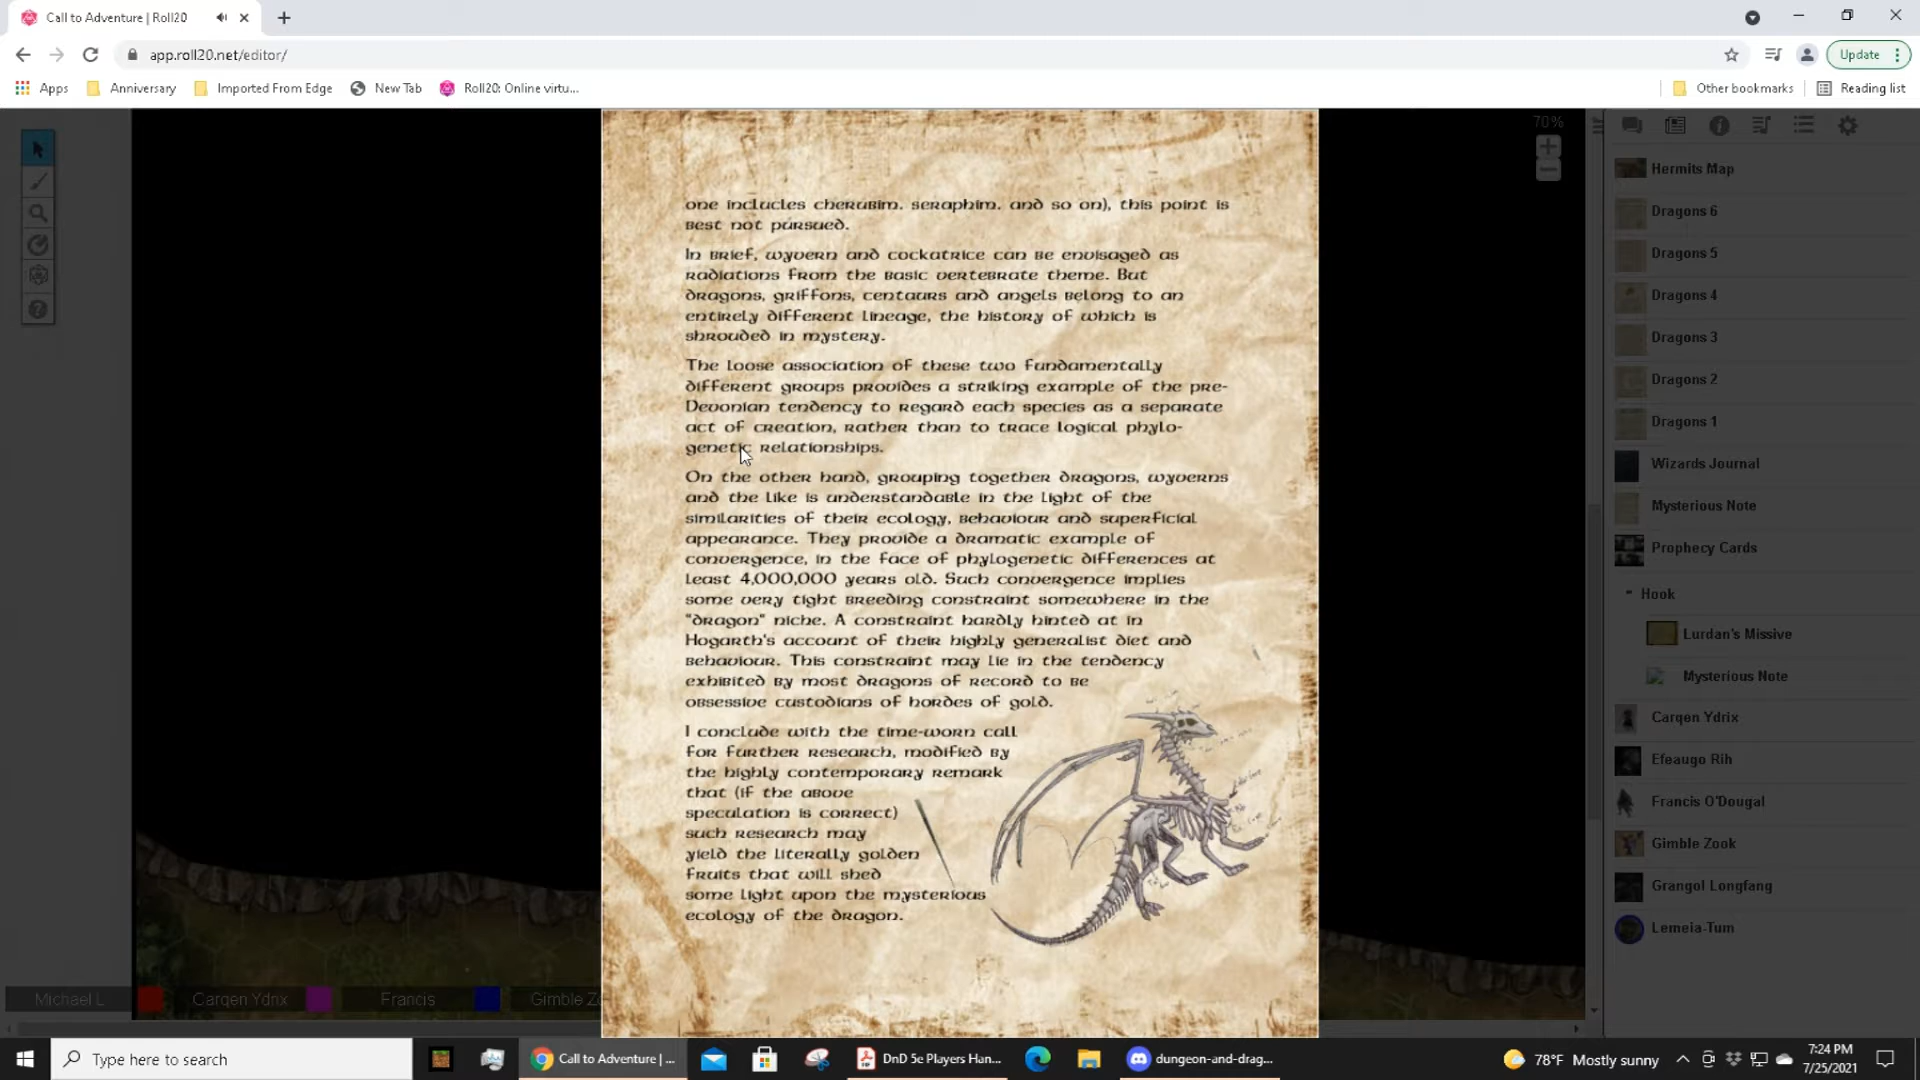 Call to Adventure | Roll20
app.roll20.net/editor/
Update
Apps
Anniversary
Imported From Edge
New Tab
Roll20: Online virtu...
Other bookmarks
Reading list
70%
one includes cherubim. seraphim. and so on), this point is
best not pursued.
In brief, wyvern and cockatrice can be envisaged as
radiations from the basic vertebrate theme. But
dragons, griffons, centaurs and angels belong to an
entirely different lineage, the history of which is
shrouded in mystery.
The loose association of these two fundamentally
different groups provides a striking example of the pre-
Devonian tendency to regard each species as a separate
act of creation, rather than to trace logical phylo-
genetic relationships.
On the other hand, grouping together dragons, wyverns
and the like is understandable in the light of the
similarities of their ecology, behaviour and superficial
appearance. They provide a dramatic example of
convergence, in the face of phylogenetic differences at
least 4,000,000 years old. Such convergence implies
some very tight breeding constraint somewhere in the
"dragon" niche. A constraint hardly hinted at in
Hogarth's account of their highly generalist diet and
behaviour. This constraint may lie in the tendency
exhibited by most dragons of record to be
obsessive custodians of hordes of gold.
I conclude with the time-worn call
for further research, modified by
the highly contemporary remark
that (if the above
speculation is correct)
such research may
yield the literally golden
fruits that will shed
some light upon the mysterious
ecology of the dragon.
Hermits Map
Dragons 6
Dragons 5
Dragons 4
Dragons 3
Dragons 2
Dragons 1
Wizards Journal
Mysterious Note
Prophecy Cards
Hook
Lurdan's Missive
Mysterious Note
Carqen Ydrix
Efeaugo Rih
Francis O'Dougal
Gimble Zook
Grangol Longfang
Lemeia-Tum
Michael L
Carqen Ydrix
Francis
Gimble Zo
Type here to search
Call to Adventure | ...
DnD 5e Players Han...
dungeon-and-drag...
78°F Mostly sunny
7:24 PM
7/25/2021